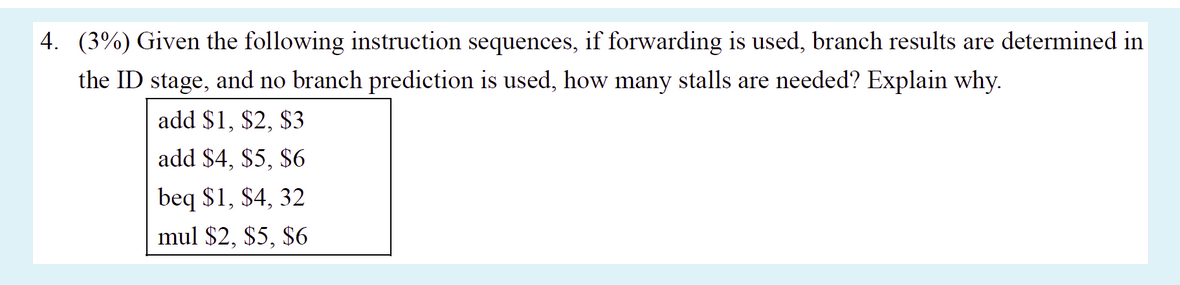 4. (3%) Given the following instruction sequences, if forwarding is used, branch results are determined in
the ID stage, and no branch prediction is used, how many stalls are needed? Explain why.
add $1, $2, $3
add $4, $5, $6
beq $1, $4, 32
mul $2, $5, $6